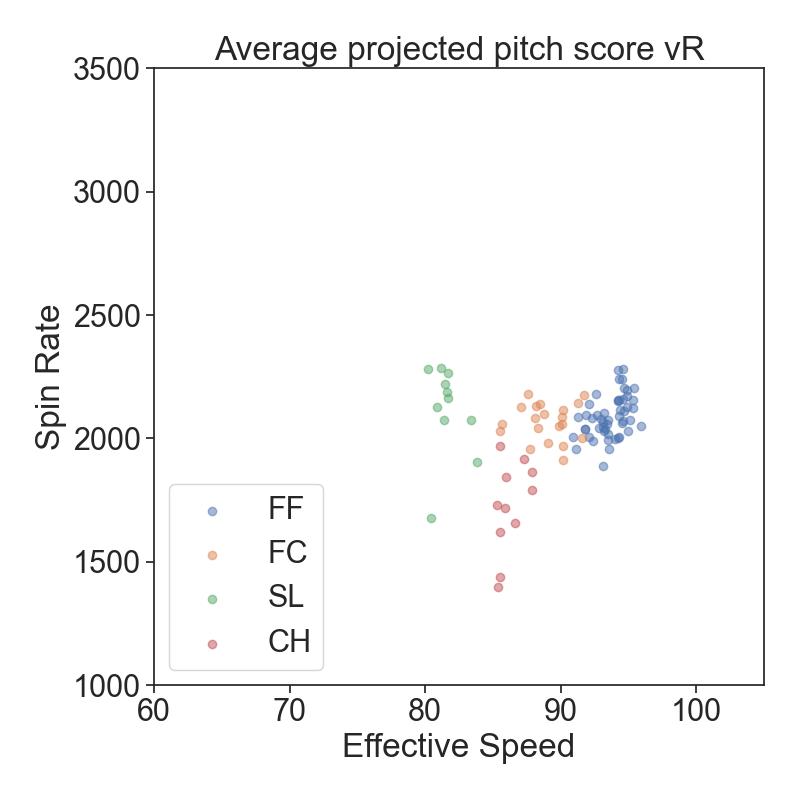 Average projected pitch score vR
3500
3000
2500
2000
1500
1000
Spin Rate
FF
FC
SL
CH
60 70 80 90 100
Effective Speed